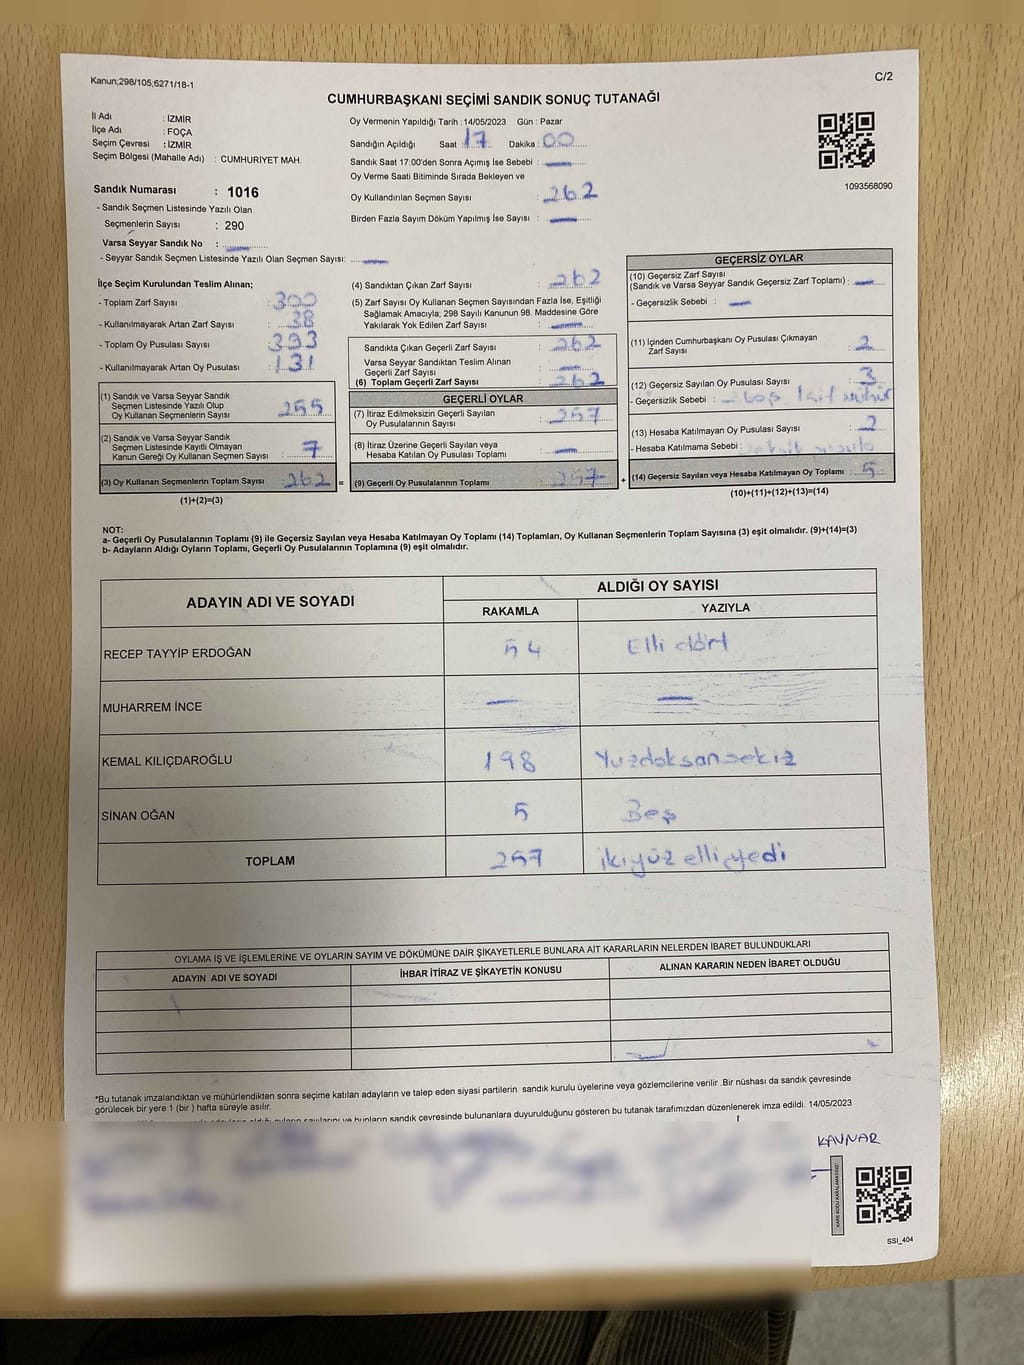 Kanun;298/105;6271/18-1
C/2
CUMHURBAŞKANI SEÇİMİ SANDIK SONUÇ TUTANAĞI
İl Adı : İZMİR
İlçe Adı : FOÇA
Seçim Çevresi : İZMİR
Seçim Bölgesi (Mahalle Adı) : CUMHURİYET MAH.
Sandık Numarası : 1016
- Sandık Seçmen Listesinde Yazılı Olan
Seçmenlerin Sayısı : 290
Varsa Seyyar Sandık No :
- Seyyar Sandık Seçmen Listesinde Yazılı Olan Seçmen Sayısı:
Oy Vermenin Yapıldığı Tarih :14/05/2023 Gün : Pazar
Sandığın Açıldığı Saat : 17 Dakika : 00
Sandık Saat 17:00'den Sonra Açımış İse Sebebi :
Oy Verme Saati Bitiminde Sırada Bekleyen ve
Oy Kullandırılan Seçmen Sayısı : 262
Birden Fazla Sayım Döküm Yapılmış İse Sayısı :
1093568090
İlçe Seçim Kurulundan Teslim Alınan;
- Toplam Zarf Sayısı : 300
- Kullanılmayarak Artan Zarf Sayısı : 38
- Toplam Oy Pusulası Sayısı : 393
- Kullanılmayarak Artan Oy Pusulası : 131
(1) Sandık ve Varsa Seyyar Sandık
Seçmen Listesinde Yazılı Olup
Oy Kullanan Seçmenlerin Sayısı : 255
(2) Sandık ve Varsa Seyyar Sandık
Seçmen Listesinde Kayıtlı Olmayan
Kanun Gereği Oy Kullanan Seçmen Sayısı : 7
(3) Oy Kullanan Seçmenlerin Toplam Sayısı : 262 =
(1)+(2)=(3)
(4) Sandıktan Çıkan Zarf Sayısı : 262
(5) Zarf Sayısı Oy Kullanan Seçmen Sayısından Fazla İse, Eşitliği
Sağlamak Amacıyla, 298 Sayılı Kanunun 98. Maddesine Göre
Yakılarak Yok Edilen Zarf Sayısı :
Sandıkta Çıkan Geçerli Zarf Sayısı : 262
Varsa Seyyar Sandıktan Teslim Alınan
Geçerli Zarf Sayısı :
(6) Toplam Geçerli Zarf Sayısı : 262
GEÇERLİ OYLAR
(7) İtiraz Edilmeksizin Geçerli Sayılan
Oy Pusulalarının Sayısı : 257
(8) İtiraz Üzerine Geçerli Sayılan veya
Hesaba Katılan Oy Pusulası Toplamı :
(9) Geçerli Oy Pusulalarının Toplamı : 257 +
GEÇERSİZ OYLAR
(10) Geçersiz Zarf Sayısı
(Sandık ve Varsa Seyyar Sandık Geçersiz Zarf Toplamı) :
- Geçersizlik Sebebi :
(11) İçinden Cumhurbaşkanı Oy Pusulası Çıkmayan
Zarf Sayısı : 2
(12) Geçersiz Sayılan Oy Pusulası Sayısı : 3
- Geçersizlik Sebebi :
(13) Hesaba Katılmayan Oy Pusulası Sayısı : 2
- Hesaba Katılmama Sebebi :
(14) Geçersiz Sayılan veya Hesaba Katılmayan Oy Toplamı : 5
(10)+(11)+(12)+(13)=(14)
NOT:
a- Geçerli Oy Pusulalarının Toplamı (9) ile Geçersiz Sayılan veya Hesaba Katılmayan Oy Toplamı (14) Toplamları, Oy Kullanan Seçmenlerin Toplam Sayısına (3) eşit olmalıdır. (9)+(14)=(3)
b- Adayların Aldığı Oyların Toplamı, Geçerli Oy Pusulalarının Toplamına (9) eşit olmalıdır.
ADAYIN ADI VE SOYADI
ALDIĞI OY SAYISI
RAKAMLA YAZIYLA
RECEP TAYYİP ERDOĞAN 54 Elli dört
MUHARREM İNCE
KEMAL KILIÇDAROĞLU 198 Yuzdoksansekiz
SİNAN OĞAN 5 Beş
TOPLAM 257 ikiyüz elliyedi
OYLAMA İŞ VE İŞLEMLERİNE VE OYLARIN SAYIM VE DÖKÜMÜNE DAİR ŞİKAYETLERLE BUNLARA AİT KARARLARIN NELERDEN İBARET BULUNDUKLARI
ADAYIN ADI VE SOYADI İHBAR İTİRAZ VE ŞİKAYETİN KONUSU ALINAN KARARIN NEDEN İBARET OLDUĞU
*Bu tutanak imzalandıktan ve mühürlendikten sonra seçime katılan adayların ve talep eden siyasi partilerin sandık kurulu üyelerine veya gözlemcilerine verilir .Bir nüshası da sandık çevresinde
görülecek bir yere 1 (bir ) hafta süreyle asılır.
sandık çevresinde bulunanlara duyurulduğunu gösteren bu tutanak tarafımızdan düzenlenerek imza edildi. 14/05/2023
KAYNAR
KARE KODU KARALAMAYINIZ!
SSI_404